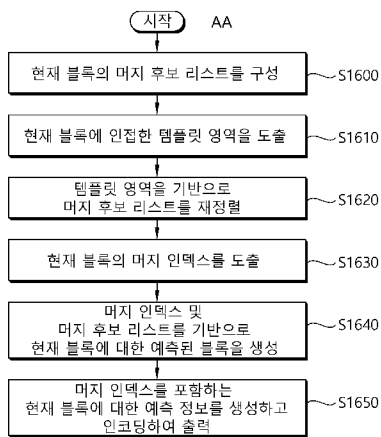 시작 AA
현재 블록의 머지 후보 리스트를 구성 S1600
현재 블록에 인접한 템플릿 영역을 도출 S1610
템플릿 영역을 기반으로
머지 후보 리스트를 재정렬 S1620
현재 블록의 머지 인덱스를 도출 S1630
머지 인덱스 및
머지 후보 리스트를 기반으로 S1640
현재 블록에 대한 예측된 블록을 생성
머지 인덱스를 포함하는
현재 블록에 대한 예측 정보를 생성하고 S1650
인코딩하여 출력